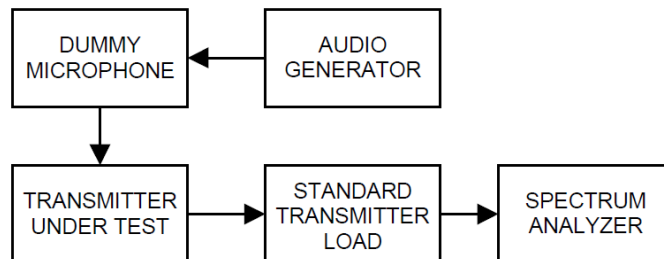 DUMMY
MICROPHONE
AUDIO
GENERATOR
TRANSMITTER
UNDER TEST
STANDARD
TRANSMITTER
LOAD
SPECTRUM
ANALYZER